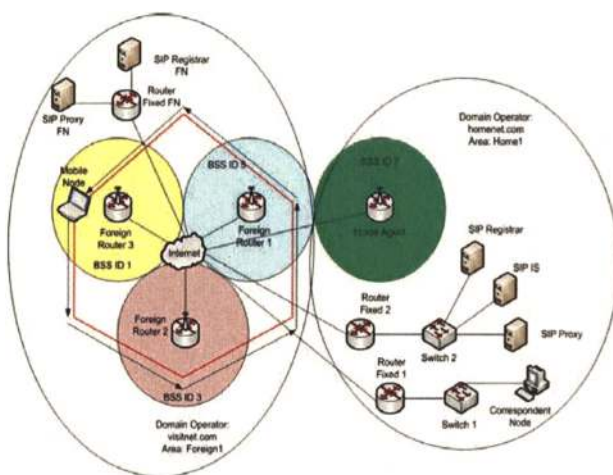 SIP Registrar
FN
SIP Proxy
FN
Router
Fixed FN
Domain Operator:
homenet.com
Area: Home1
Mobile
Node
BSS ID 5
BSS ID 7
Foreign
Router 3
Foreign
Router 1
BSS ID 1
Internet
SIP Registrar
SIP IS
Foreign
Router 2
Router
Fixed 2
Switch 2
SIP Proxy
Router
Fixed 1
BSS ID 3
Switch 1
Correspondent
Node
Domain Operator:
visitnet.com
Area: Foreign1